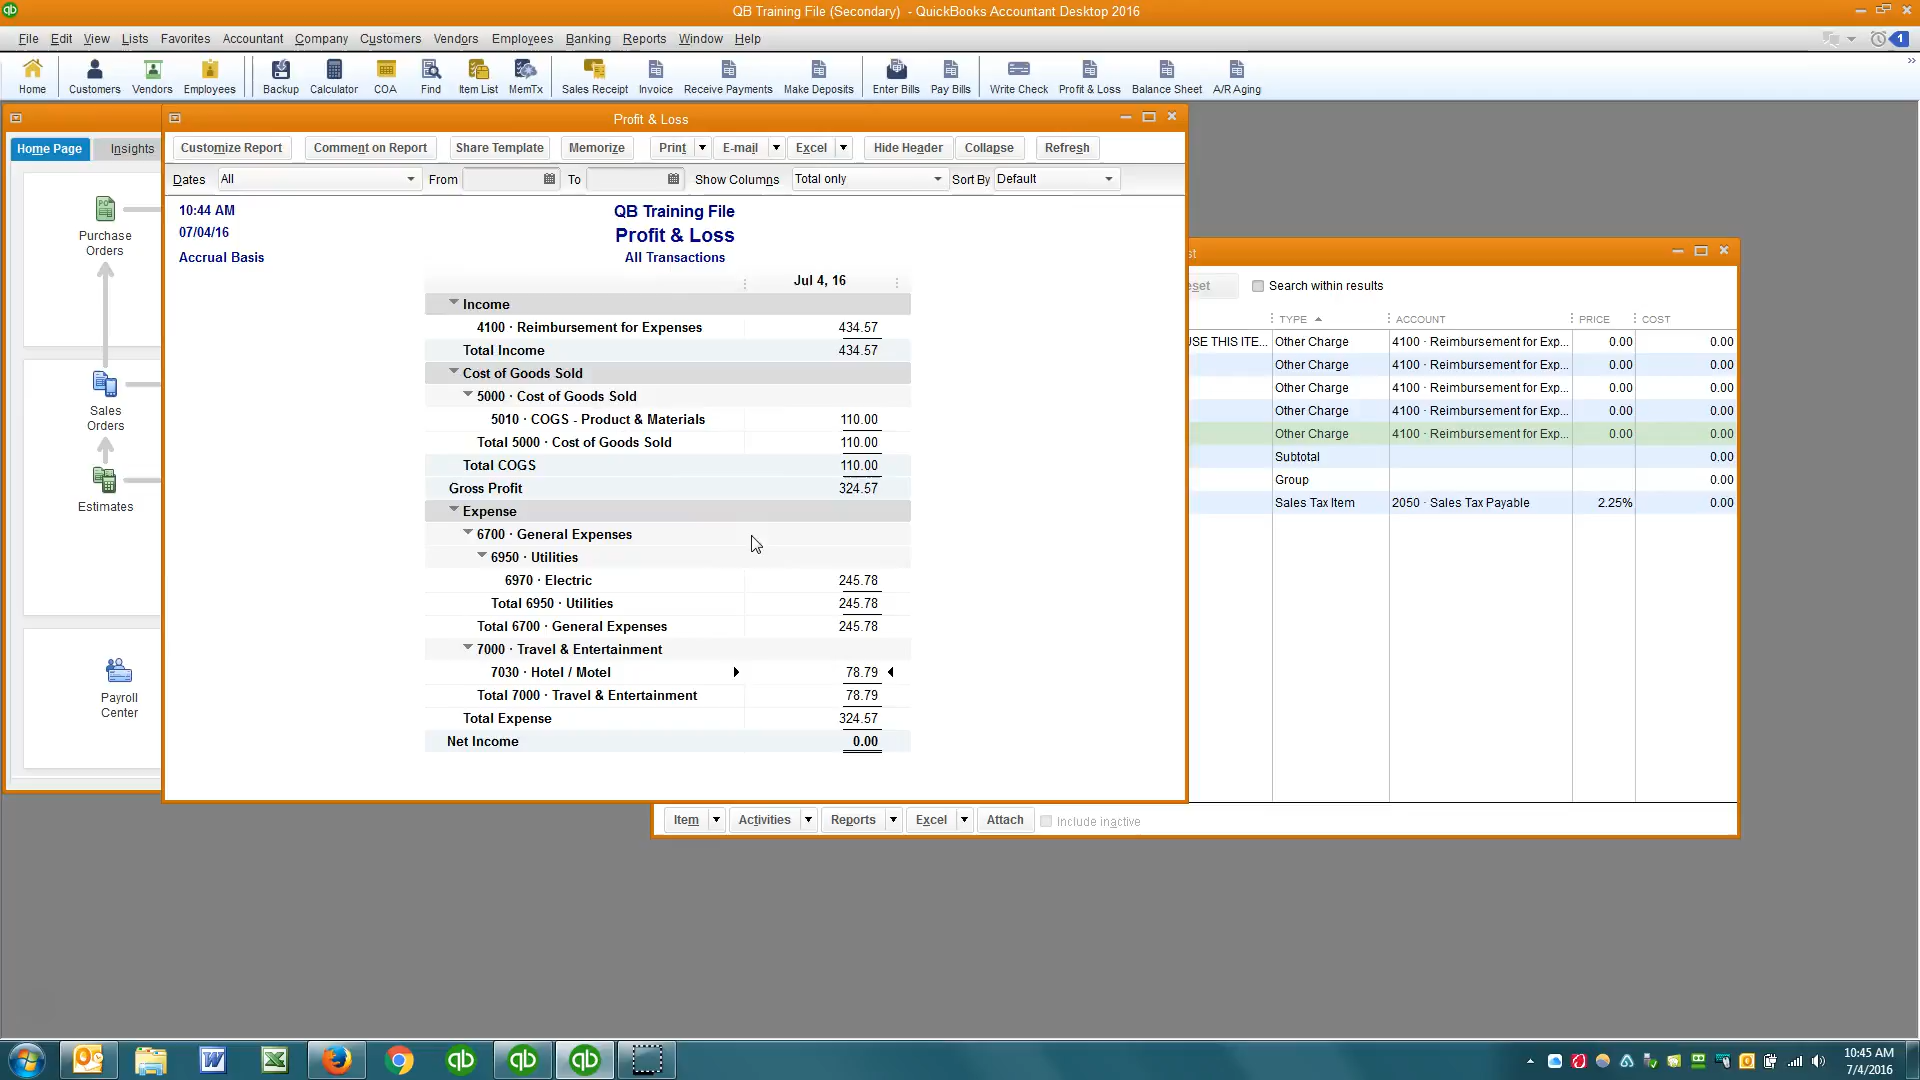 QB Training File (Secondary) - QuickBooks Accountant Desktop 2016
File Edit View Lists Favorites Accountant Company Customers Vendors Employees Banking Reports Window Help
1
Home Customers Vendors Employees Backup Calculator COA Find Item List MemTx Sales Receipt Invoice Receive Payments Make Deposits Enter Bills Pay Bills Write Check Profit & Loss Balance Sheet A/R Aging
Profit & Loss
Home Page Insights
Customize Report Comment on Report Share Template Memorize Print E-mail Excel Hide Header Collapse Refresh
Dates All From To Show Columns Total only Sort By Default
10:44 AM
07/04/16
Accrual Basis
QB Training File
Profit & Loss
All Transactions
Jul 4, 16
Income
4100 · Reimbursement for Expenses 434.57
Total Income 434.57
Cost of Goods Sold
5000 · Cost of Goods Sold
5010 · COGS - Product & Materials 110.00
Total 5000 · Cost of Goods Sold 110.00
Total COGS 110.00
Gross Profit 324.57
Expense
6700 · General Expenses
6950 · Utilities
6970 · Electric 245.78
Total 6950 · Utilities 245.78
Total 6700 · General Expenses 245.78
7000 · Travel & Entertainment
7030 · Hotel / Motel 78.79
Total 7000 · Travel & Entertainment 78.79
Total Expense 324.57
Net Income 0.00
PO
Purchase
Orders
Sales
Orders
Estimates
Payroll
Center
st
eset Search within results
TYPE ACCOUNT PRICE COST
USE THIS ITE... Other Charge 4100 · Reimbursement for Exp... 0.00 0.00
Other Charge 4100 · Reimbursement for Exp... 0.00 0.00
Other Charge 4100 · Reimbursement for Exp... 0.00 0.00
Other Charge 4100 · Reimbursement for Exp... 0.00 0.00
Other Charge 4100 · Reimbursement for Exp... 0.00 0.00
Subtotal 0.00
Group 0.00
Sales Tax Item 2050 · Sales Tax Payable 2.25% 0.00
Item Activities Reports Excel Attach Include inactive
10:45 AM
7/4/2016